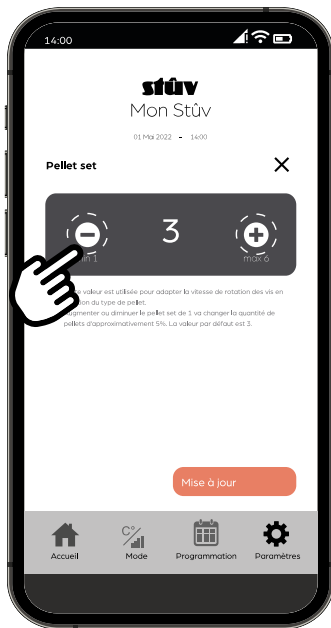 14:00
stûv
Mon Stûv
01 Mai 2022 - 14:00
Pellet set
3
min 1
max 6
valeur est utilisée pour adapter la vitesse de rotation des vis en
du type de pellet.
augmenter ou diminuer le pellet set de 1 va changer la quantité de
pellets d'approximativement 5%. La valeur par défaut est 3.
Mise à jour
C°
Accueil
Mode
Programmation
Paramètres